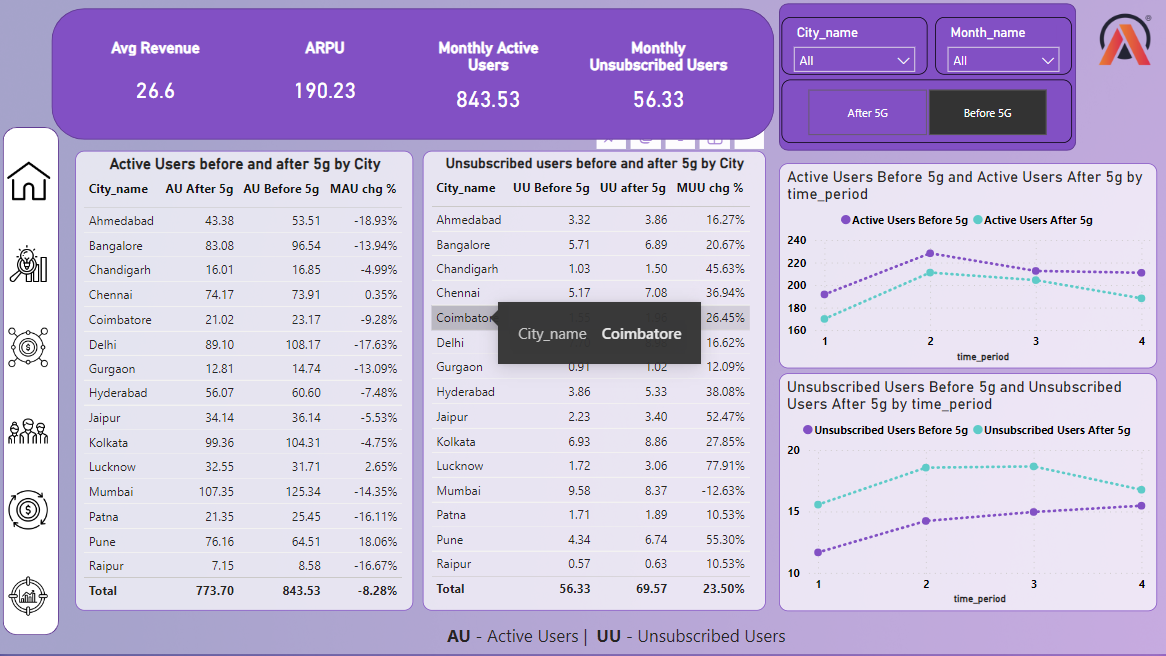 Avg Revenue
26.6
ARPU
190.23
Monthly Active
Users
843.53
Monthly
Unsubscribed Users
56.33
City_name
All
Month_name
All
After 5G
Before 5G
Active Users before and after 5g by City
City_name AU After 5g AU Before 5g MAU chg %
Ahmedabad 43.38 53.51 -18.93%
Bangalore 83.08 96.54 -13.94%
Chandigarh 16.01 16.85 -4.99%
Chennai 74.17 73.91 0.35%
Coimbatore 21.02 23.17 -9.28%
Delhi 89.10 108.17 -17.63%
Gurgaon 12.81 14.74 -13.09%
Hyderabad 56.07 60.60 -7.48%
Jaipur 34.14 36.14 -5.53%
Kolkata 99.36 104.31 -4.75%
Lucknow 32.55 31.71 2.65%
Mumbai 107.35 125.34 -14.35%
Patna 21.35 25.45 -16.11%
Pune 76.16 64.51 18.06%
Raipur 7.15 8.58 -16.67%
Total 773.70 843.53 -8.28%
Unsubscribed users before and after 5g by City
City_name UU Before 5g UU after 5g MUU chg %
Ahmedabad 3.32 3.86 16.27%
Bangalore 5.71 6.89 20.67%
Chandigarh 1.03 1.50 45.63%
Chennai 5.17 7.08 36.94%
Coimbator 26.45%
City_name Coimbatore
Delhi 16.62%
Gurgaon 0.91 1.02 12.09%
Hyderabad 3.86 5.33 38.08%
Jaipur 2.23 3.40 52.47%
Kolkata 6.93 8.86 27.85%
Lucknow 1.72 3.06 77.91%
Mumbai 9.58 8.37 -12.63%
Patna 1.71 1.89 10.53%
Pune 4.34 6.74 55.30%
Raipur 0.57 0.63 10.53%
Total 56.33 69.57 23.50%
Active Users Before 5g and Active Users After 5g by
time_period
Active Users Before 5g Active Users After 5g
240
220
200
180
160
1 2 3 4
time_period
Unsubscribed Users Before 5g and Unsubscribed
Users After 5g by time_period
Unsubscribed Users Before 5g Unsubscribed Users After 5g
20
15
10
1 2 3 4
time_period
AU - Active Users | UU - Unsubscribed Users